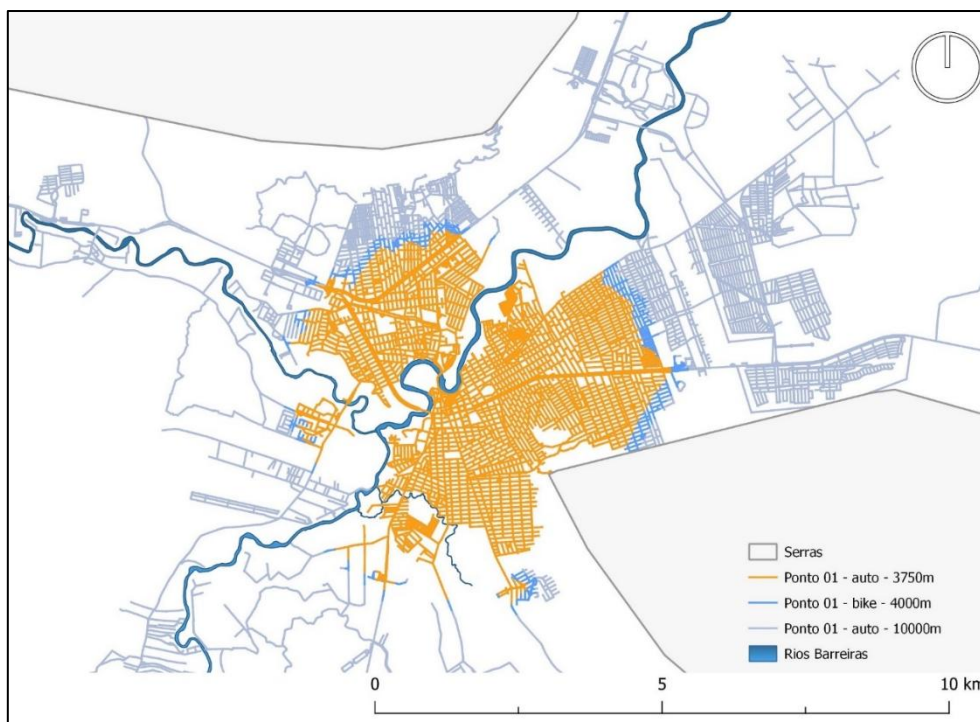 Serras
Ponto 01 - auto - 3750m
Ponto 01 - bike - 4000m
Ponto 01 - auto - 10000m
Rios Barreiras
0 5 10 km